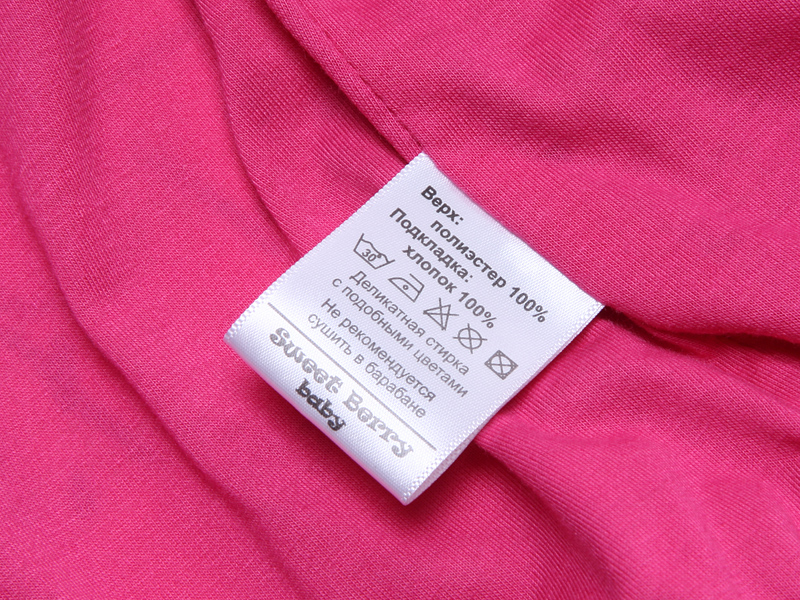 Верх:
полиэстер 100%
Подкладка:
хлопок 100%
30
Деликатная стирка
с подобными цветами
Не рекомендуется
сушить в барабане
Sweet Berry
baby